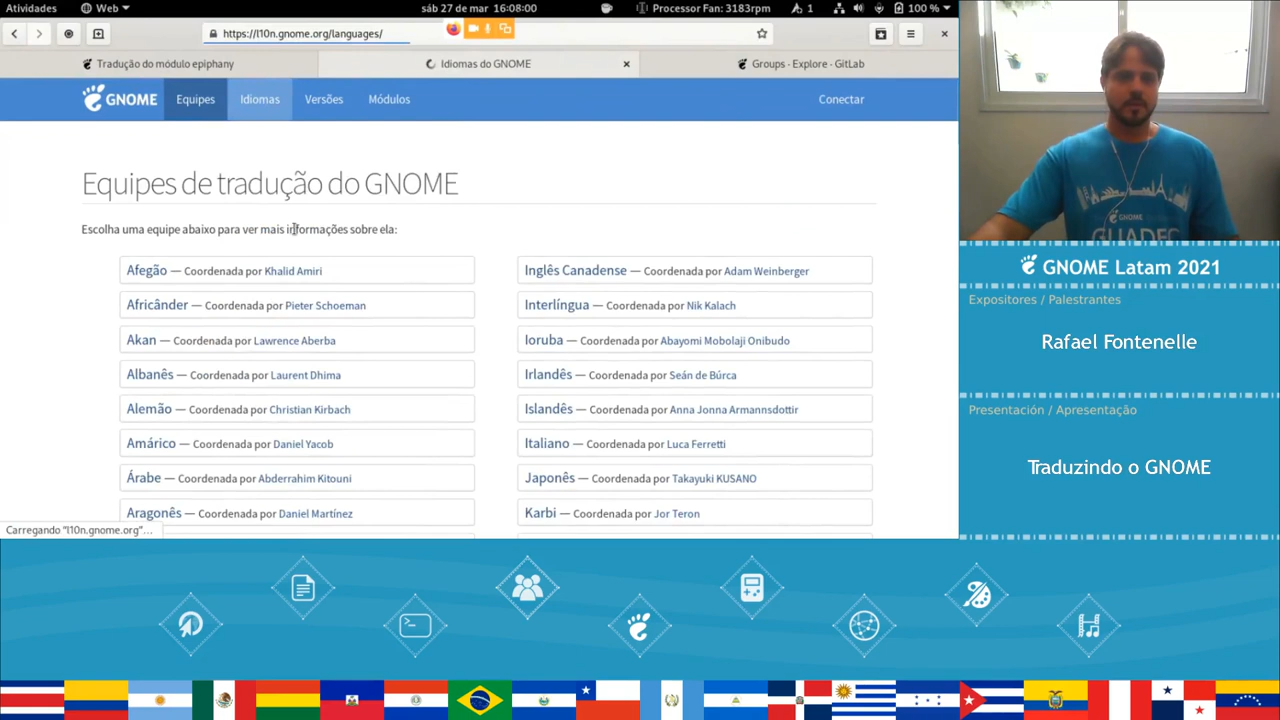 Atividades
Web
sáb 27 de mar 16:08:00
Processor Fan: 3183rpm
1
100 %
https://l10n.gnome.org/languages/
Tradução do módulo epiphany
Idiomas do GNOME
Groups · Explore · GitLab
GNOME
Equipes
Idiomas
Versões
Módulos
Conectar
Equipes de tradução do GNOME
Escolha uma equipe abaixo para ver mais informações sobre ela:
Afegão — Coordenada por Khalid Amiri
Africânder — Coordenada por Pieter Schoeman
Akan — Coordenada por Lawrence Aberba
Albanês — Coordenada por Laurent Dhima
Alemão — Coordenada por Christian Kirbach
Amárico — Coordenada por Daniel Yacob
Árabe — Coordenada por Abderrahim Kitouni
Aragonês — Coordenada por Daniel Martínez
Inglês Canadense — Coordenada por Adam Weinberger
Interlíngua — Coordenada por Nik Kalach
Ioruba — Coordenada por Abayomi Mobolaji Onibudo
Irlandês — Coordenada por Seán de Búrca
Islandês — Coordenada por Anna Jonna Armannsdottir
Italiano — Coordenada por Luca Ferretti
Japonês — Coordenada por Takayuki KUSANO
Karbi — Coordenada por Jor Teron
Carregando "l10n.gnome.org"…
GNOME
GUADEC
GNOME Latam 2021
Expositores / Palestrantes
Rafael Fontenelle
Presentación / Apresentação
Traduzindo o GNOME